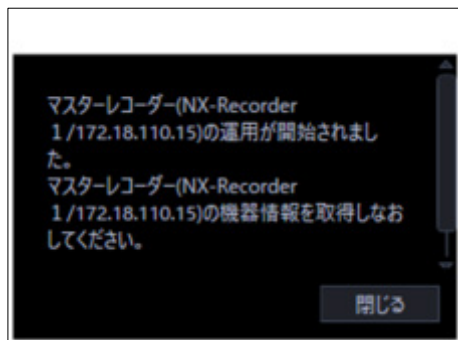 マスターレコーダー(NX-Recorder
１/172.18.110.15)の運用が開始されまし
た。
マスターレコーダー(NX-Recorder
１/172.18.110.15)の機器情報を取得しなお
してください。
閉じる